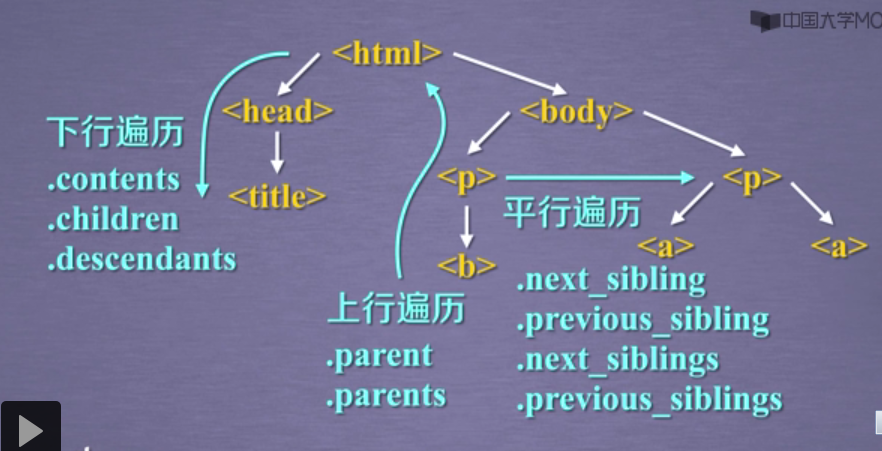 中国大学MO
<html>
<head>
<body>
下行遍历
.contents
.children
.descendants
<title>
<p>
<p>
平行遍历
<b>
<a>
<a>
上行遍历
.parent
.parents
.next_sibling
.previous_sibling
.next_siblings
.previous_siblings